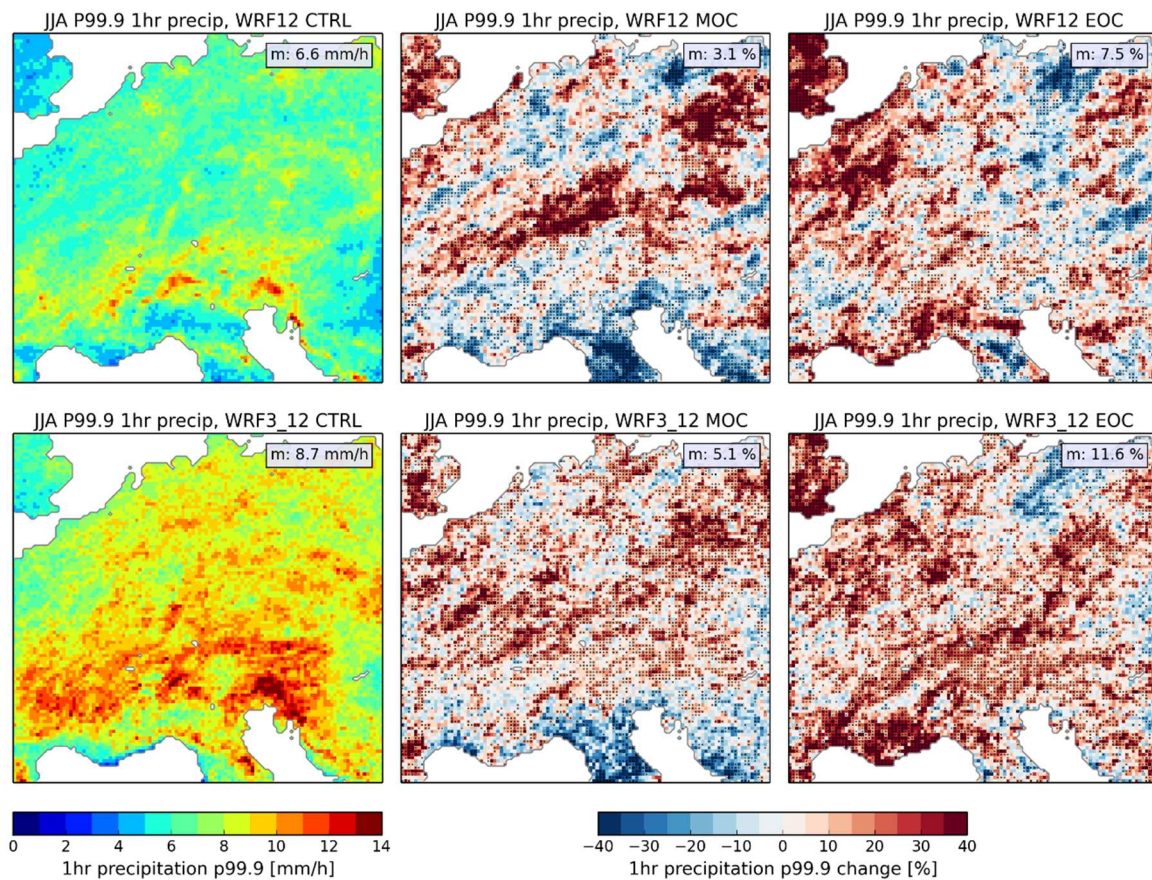 JJA P99.9 1hr precip, WRF12 CTRL
m: 6.6 mm/h
JJA P99.9 1hr precip, WRF12 MOC
m: 3.1 %
JJA P99.9 1hr precip, WRF12 EOC
m: 7.5 %
JJA P99.9 1hr precip, WRF3_12 CTRL
m: 8.7 mm/h
JJA P99.9 1hr precip, WRF3_12 MOC
m: 5.1 %
JJA P99.9 1hr precip, WRF3_12 EOC
m: 11.6 %
0 2 4 6 8 10 12 14
1hr precipitation p99.9 [mm/h]
−40 −30 −20 −10 0 10 20 30 40
1hr precipitation p99.9 change [%]